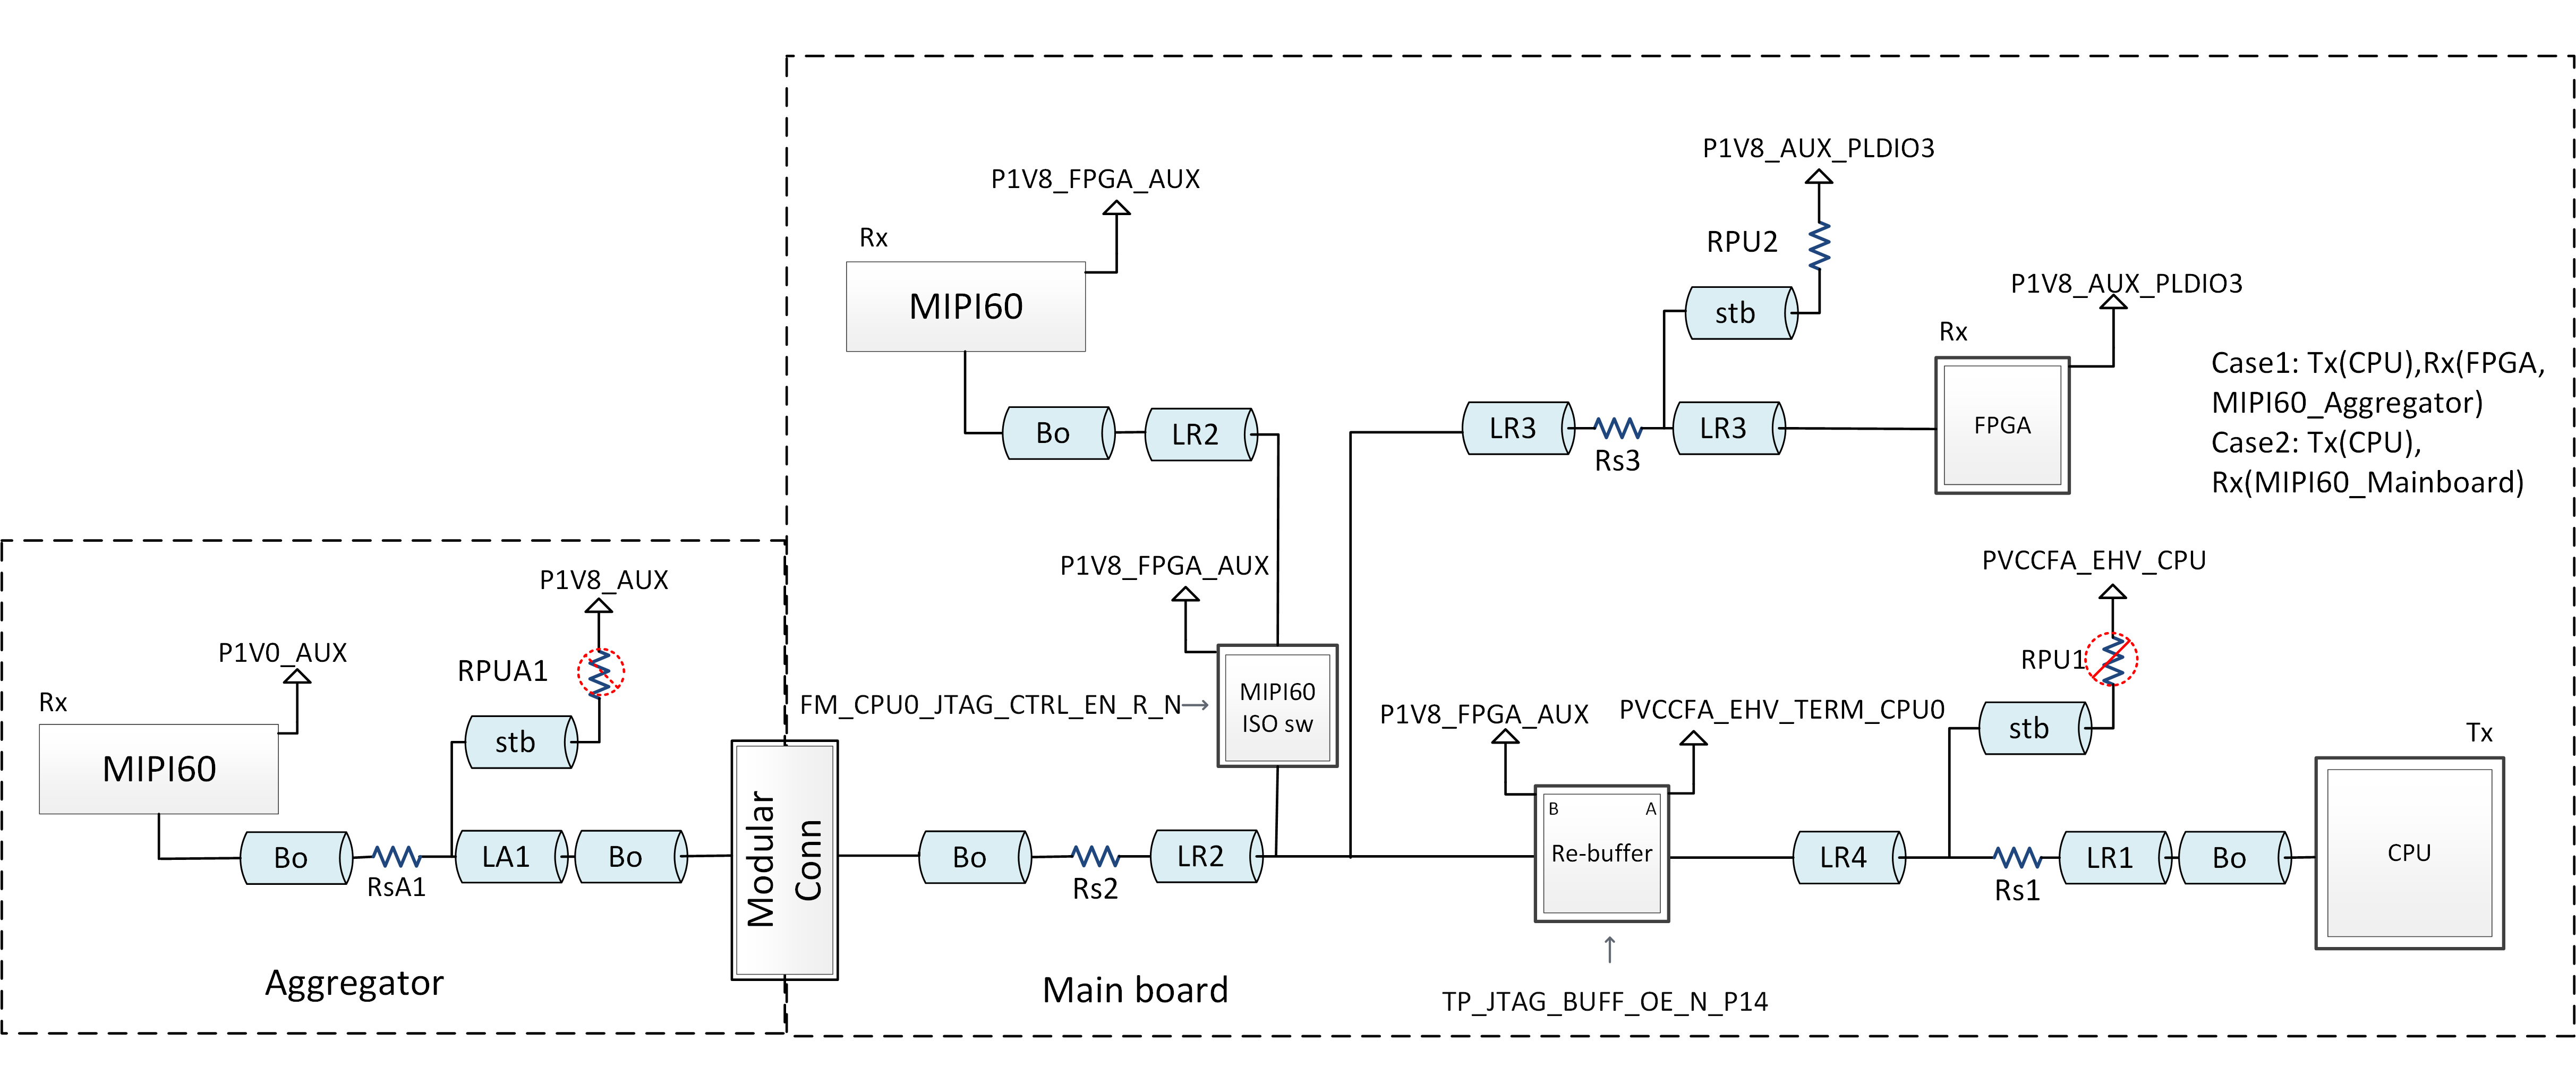 P1V8_AUX_PLDIO3
P1V8_FPGA_AUX
Rx
RPU2
MIPI60
stb
P1V8_AUX_PLDIO3
Rx
Case1: Tx(CPU),Rx(FPGA,
MIPI60_Aggregator)
Case2: Tx(CPU),
Rx(MIPI60_Mainboard)
Bo
LR2
LR3
Rs3
LR3
FPGA
P1V8_FPGA_AUX
PVCCFA_EHV_CPU
P1V8_AUX
P1V0_AUX
RPUA1
RPU1
Rx
MIPI60
stb
FM_CPU0_JTAG_CTRL_EN_R_N
MIPI60
ISO sw
P1V8_FPGA_AUX
PVCCFA_EHV_TERM_CPU0
stb
Tx
B
A
Re-buffer
Bo
RsA1
LA1
Bo
Modular
Conn
Bo
Rs2
LR2
LR4
Rs1
LR1
Bo
CPU
Aggregator
Main board
TP_JTAG_BUFF_OE_N_P14